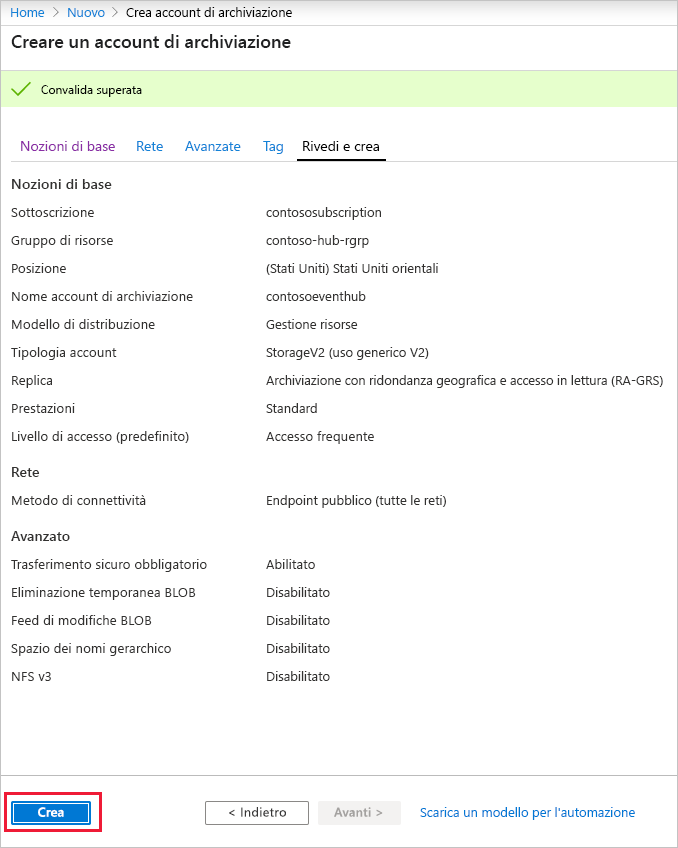 Home > Nuovo > Crea account di archiviazione
Creare un account di archiviazione
Convalida superata
Nozioni di base Rete Avanzate Tag Rivedi e crea
Nozioni di base
Sottoscrizione contososubscription
Gruppo di risorse contoso-hub-rgrp
Posizione (Stati Uniti) Stati Uniti orientali
Nome account di archiviazione contosoeventhub
Modello di distribuzione Gestione risorse
Tipologia account StorageV2 (uso generico V2)
Replica Archiviazione con ridondanza geografica e accesso in lettura (RA-GRS)
Prestazioni Standard
Livello di accesso (predefinito) Accesso frequente
Rete
Metodo di connettività Endpoint pubblico (tutte le reti)
Avanzato
Trasferimento sicuro obbligatorio Abilitato
Eliminazione temporanea BLOB Disabilitato
Feed di modifiche BLOB Disabilitato
Spazio dei nomi gerarchico Disabilitato
NFS v3 Disabilitato
Crea < Indietro Avanti > Scarica un modello per l'automazione